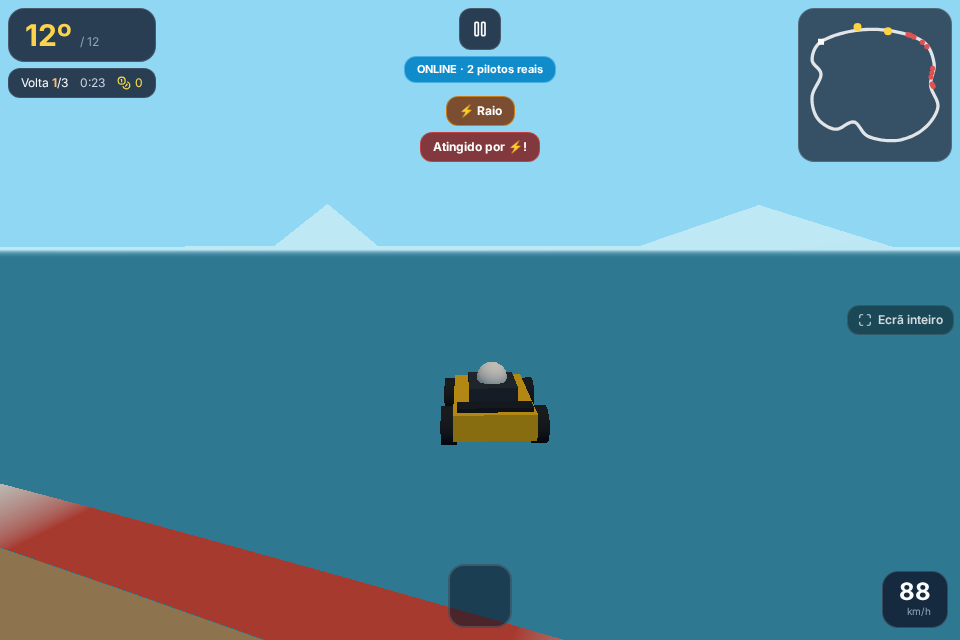 12º / 12
Volta 1/3 0:23 0
ONLINE · 2 pilotos reais
⚡ Raio
Atingido por ⚡!
Ecrã inteiro
88
km/h